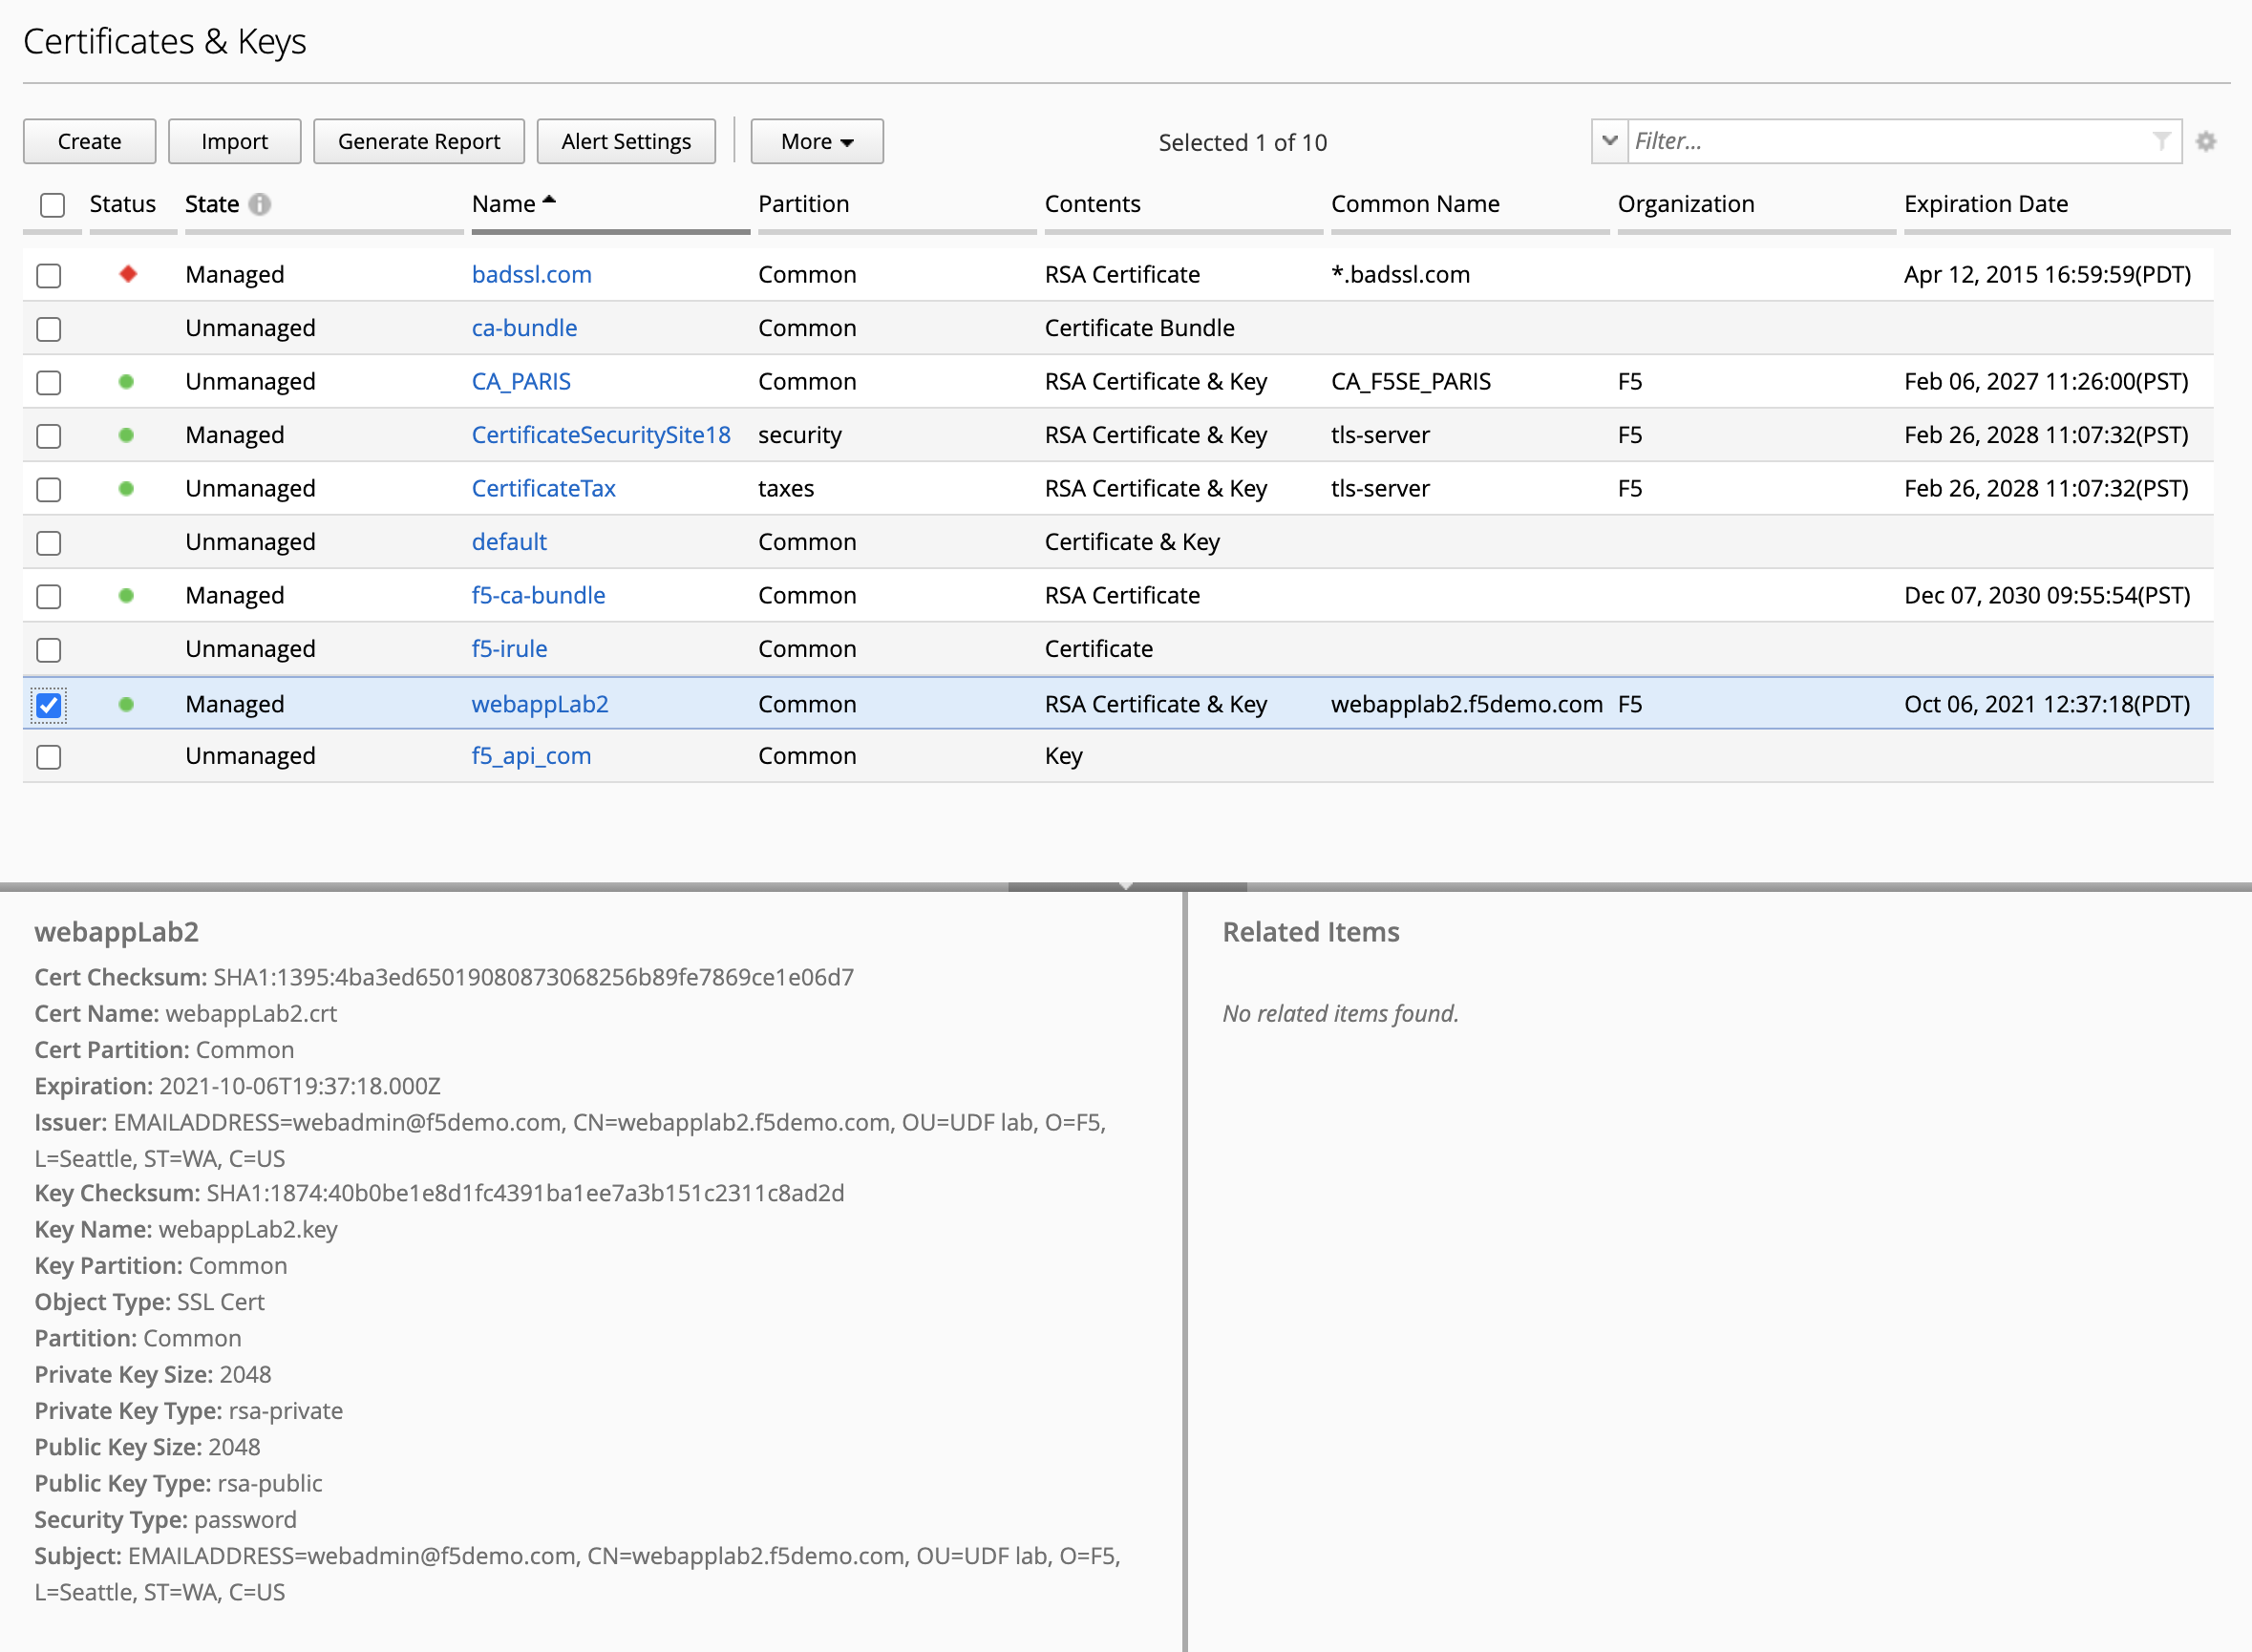 Certificates & Keys
Create Import Generate Report Alert Settings More Selected 1 of 10 Filter...
Status State Name Partition Contents Common Name Organization Expiration Date
Managed badssl.com Common RSA Certificate *.badssl.com Apr 12, 2015 16:59:59(PDT)
Unmanaged ca-bundle Common Certificate Bundle
Unmanaged CA_PARIS Common RSA Certificate & Key CA_F5SE_PARIS F5 Feb 06, 2027 11:26:00(PST)
Managed CertificateSecuritySite18 security RSA Certificate & Key tls-server F5 Feb 26, 2028 11:07:32(PST)
Unmanaged CertificateTax taxes RSA Certificate & Key tls-server F5 Feb 26, 2028 11:07:32(PST)
Unmanaged default Common Certificate & Key
Managed f5-ca-bundle Common RSA Certificate Dec 07, 2030 09:55:54(PST)
Unmanaged f5-irule Common Certificate
Managed webappLab2 Common RSA Certificate & Key webapplab2.f5demo.com F5 Oct 06, 2021 12:37:18(PDT)
Unmanaged f5_api_com Common Key
webappLab2
Cert Checksum: SHA1:1395:4ba3ed65019080873068256b89fe7869ce1e06d7
Cert Name: webappLab2.crt
Cert Partition: Common
Expiration: 2021-10-06T19:37:18.000Z
Issuer: EMAILADDRESS=webadmin@f5demo.com, CN=webapplab2.f5demo.com, OU=UDF lab, O=F5,
L=Seattle, ST=WA, C=US
Key Checksum: SHA1:1874:40b0be1e8d1fc4391ba1ee7a3b151c2311c8ad2d
Key Name: webappLab2.key
Key Partition: Common
Object Type: SSL Cert
Partition: Common
Private Key Size: 2048
Private Key Type: rsa-private
Public Key Size: 2048
Public Key Type: rsa-public
Security Type: password
Subject: EMAILADDRESS=webadmin@f5demo.com, CN=webapplab2.f5demo.com, OU=UDF lab, O=F5,
L=Seattle, ST=WA, C=US
Related Items
No related items found.